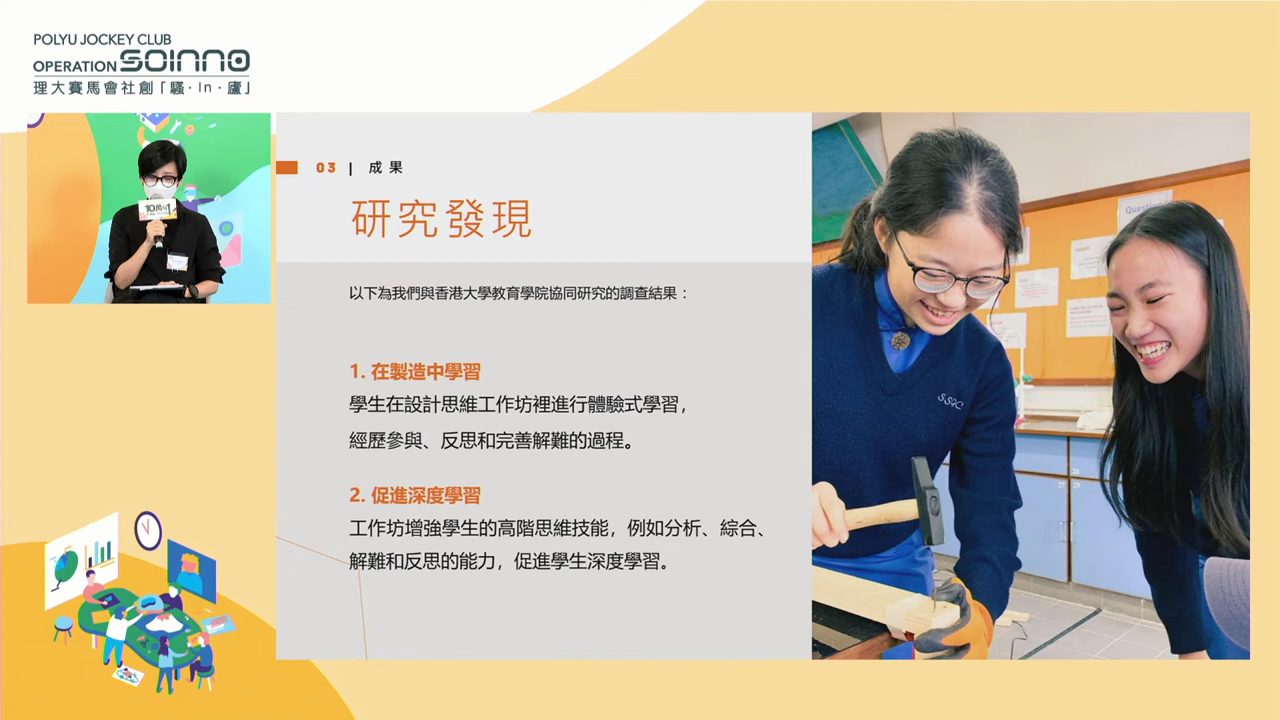 POLYU JOCKEY CLUB
OPERATION SOINNO
理大賽馬會社創「騷·In·廬」
03 | 成果
研究發現
以下為我們與香港大學教育學院協同研究的調查結果：
1. 在製造中學習
學生在設計思維工作坊裡進行體驗式學習，
經歷參與、反思和完善解難的過程。
2. 促進深度學習
工作坊增強學生的高階思維技能，例如分析、綜合、
解難和反思的能力，促進學生深度學習。
SSGC